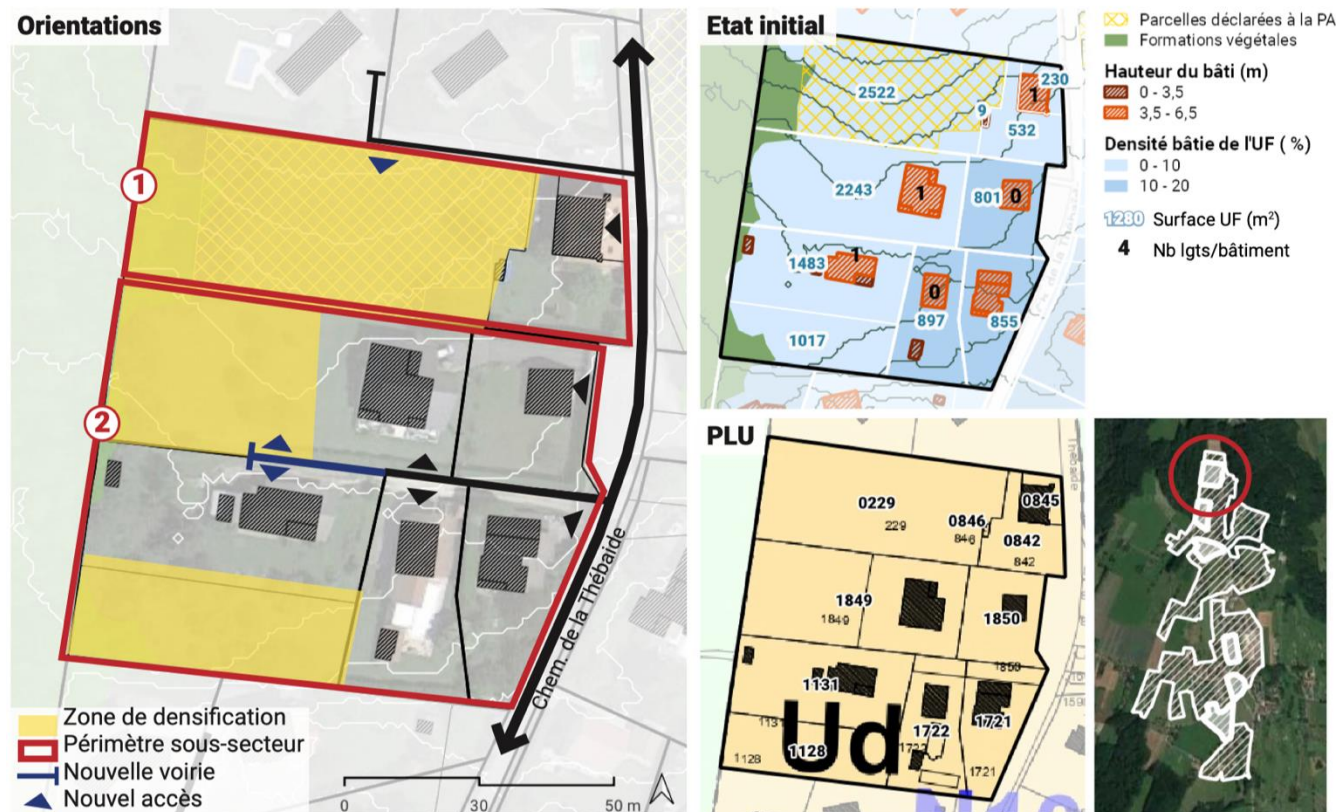 Orientations
1
2
Chem. de la Thébaïde
Zone de densification
Périmètre sous-secteur
Nouvelle voirie
Nouvel accès
0 30 50 m
Etat initial
2522
230
1
9
532
2243
1
801
0
1483
1
0
897
855
1017
Parcelles déclarées à la PA
Formations végétales
Hauteur du bâti (m)
0 - 3,5
3,5 - 6,5
Densité bâtie de l'UF ( %)
0 - 10
10 - 20
1280 Surface UF (m²)
4 Nb lgts/bâtiment
PLU
0229
229
0846
846
0845
0842
842
1849
1849
1850
1850
1131
1131
Ud
1128
1128
1722
1721
1721